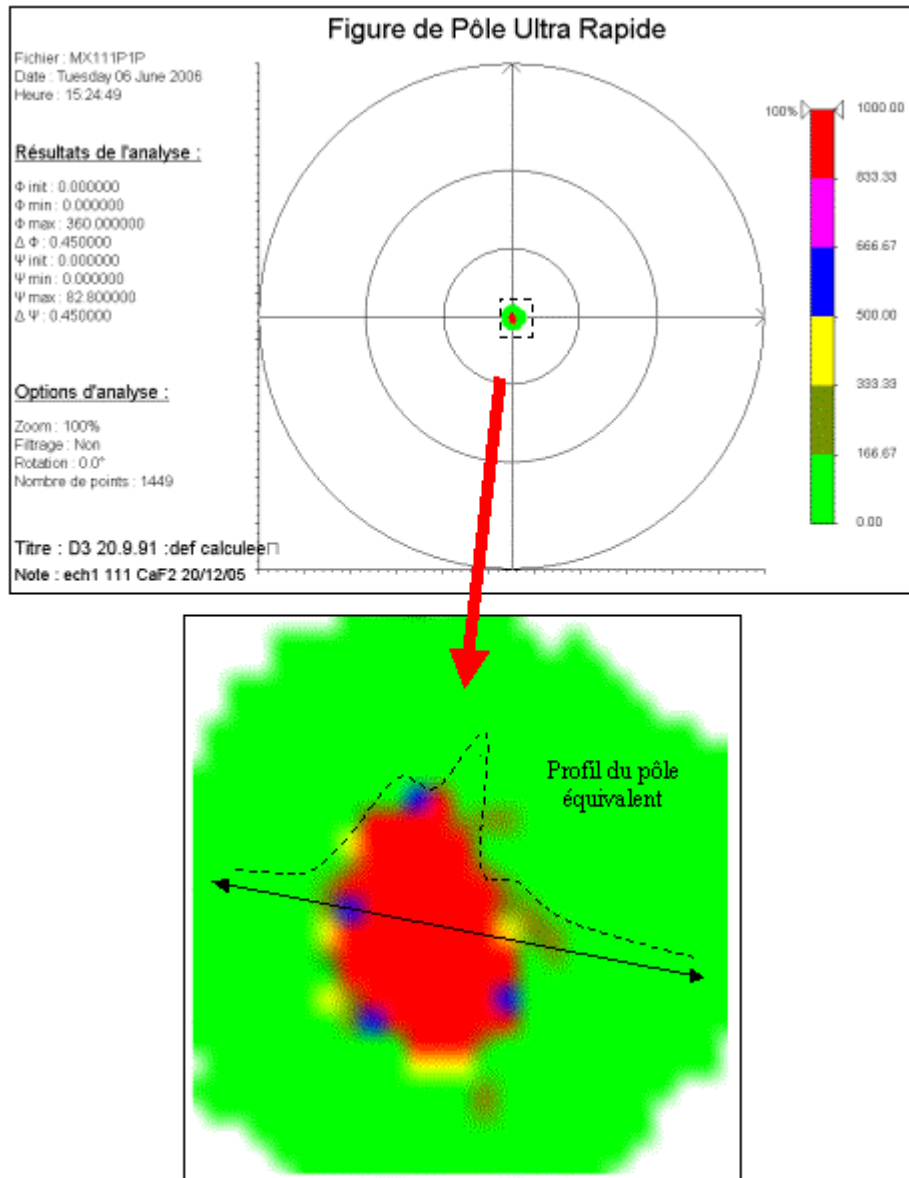 Figure de Pôle Ultra Rapide
Fichier : MX111P1P
Date : Tuesday 06 June 2006
Heure : 15:24:49
Résultats de l'analyse :
Φ init : 0.000000
Φ min : 0.000000
Φ max : 360.000000
Δ Φ : 0.450000
Ψ init : 0.000000
Ψ min : 0.000000
Ψ max : 82.800000
Δ Ψ : 0.450000
Options d'analyse :
Zoom : 100%
Filtrage : Non
Rotation : 0.0°
Nombre de points : 1449
Titre : D3 20.9.91 :def calculee□
Note : ech1 111 CaF2 20/12/05
100%
1000.00
833.33
666.67
500.00
333.33
166.67
0.00
Profil du pôle
équivalent